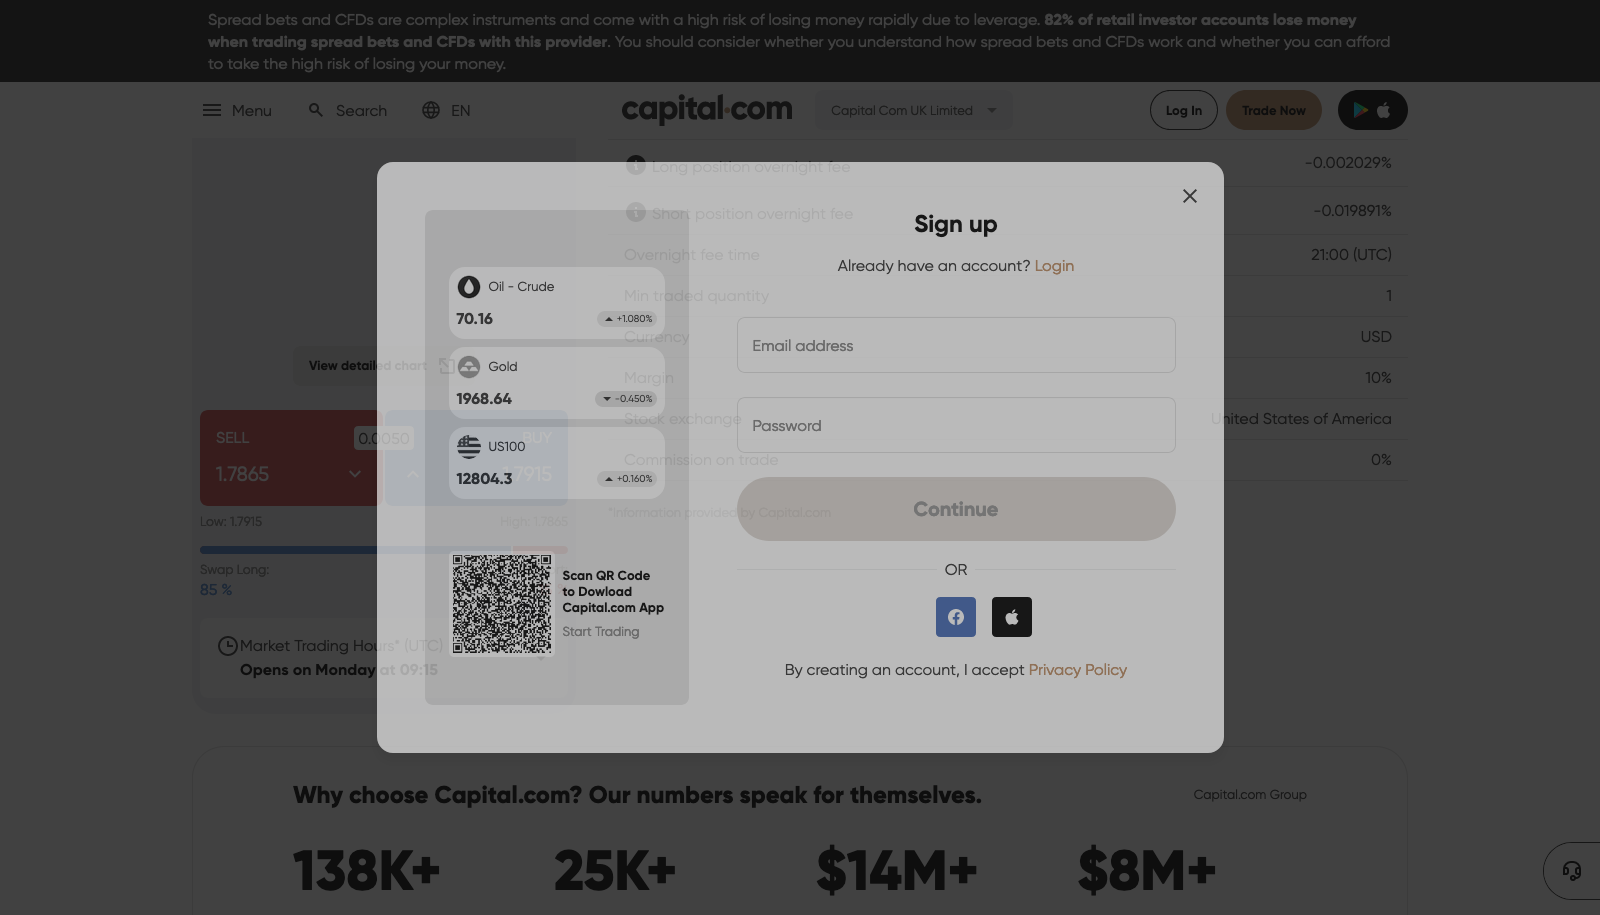 Spread bets and CFDs are complex instruments and come with a high risk of losing money rapidly due to leverage. 82% of retail investor accounts lose money
when trading spread bets and CFDs with this provider. You should consider whether you understand how spread bets and CFDs work and whether you can afford
to take the high risk of losing your money.
Menu
Search
EN
capital.com
Capital Com UK Limited
Log In
Trade Now
Long position overnight fee
-0.002029%
Short position overnight fee
-0.019891%
Overnight fee time
21:00 (UTC)
Min traded quantity
1
Currency
USD
Margin
10%
Stock exchange
United States of America
Commission on trade
0%
*Information provided by Capital.com
View detailed chart
SELL
1.7865
0.0050
BUY
1.7915
Low: 1.7915
High: 1.7865
Swap Long:
85 %
Market Trading Hours* (UTC)
Opens on Monday at 09:15
Oil - Crude
70.16
+1.080%
Gold
1968.64
-0.450%
US100
12804.3
+0.160%
Scan QR Code
to Dowload
Capital.com App
Start Trading
Sign up
Already have an account? Login
Email address
Password
Continue
OR
By creating an account, I accept Privacy Policy
Why choose Capital.com? Our numbers speak for themselves.
Capital.com Group
138K+
25K+
$14M+
$8M+